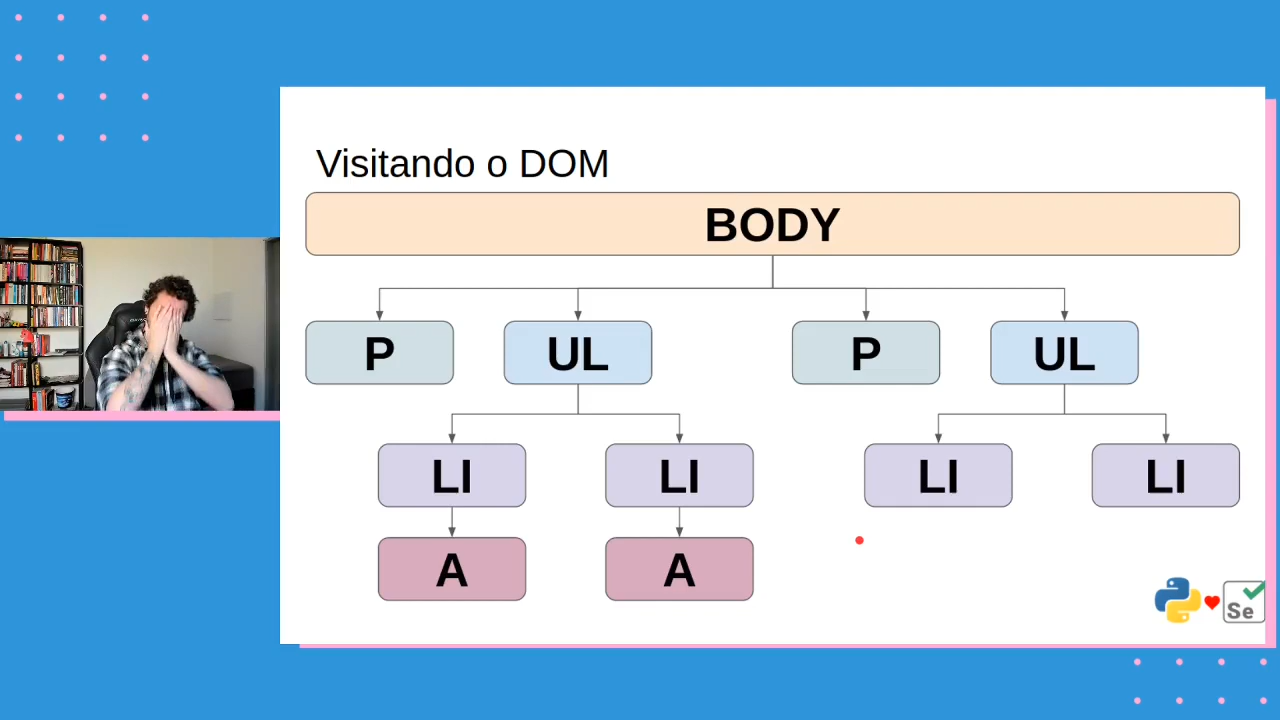 Visitando o DOM
BODY
P UL P UL
LI LI LI LI
A A
Se